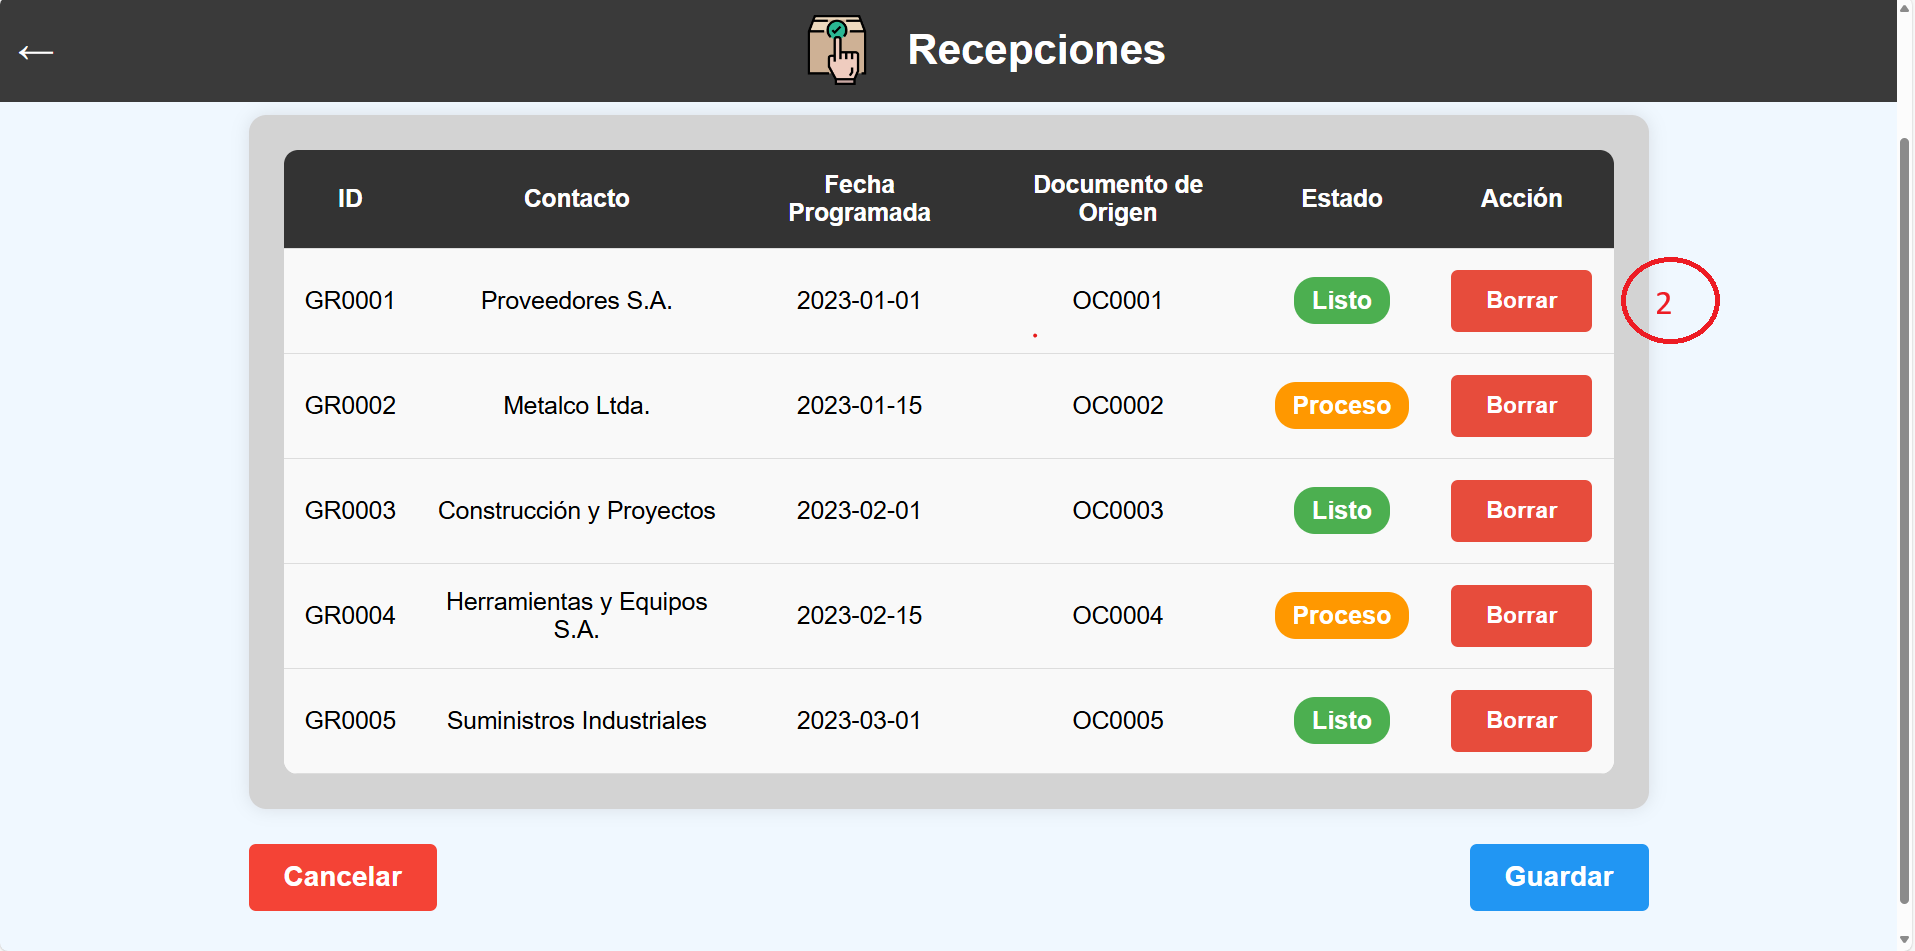 Recepciones
ID Contacto Fecha Programada Documento de Origen Estado Acción
GR0001 Proveedores S.A. 2023-01-01 OC0001 Listo Borrar 2
GR0002 Metalco Ltda. 2023-01-15 OC0002 Proceso Borrar
GR0003 Construcción y Proyectos 2023-02-01 OC0003 Listo Borrar
GR0004 Herramientas y Equipos S.A. 2023-02-15 OC0004 Proceso Borrar
GR0005 Suministros Industriales 2023-03-01 OC0005 Listo Borrar
Cancelar Guardar